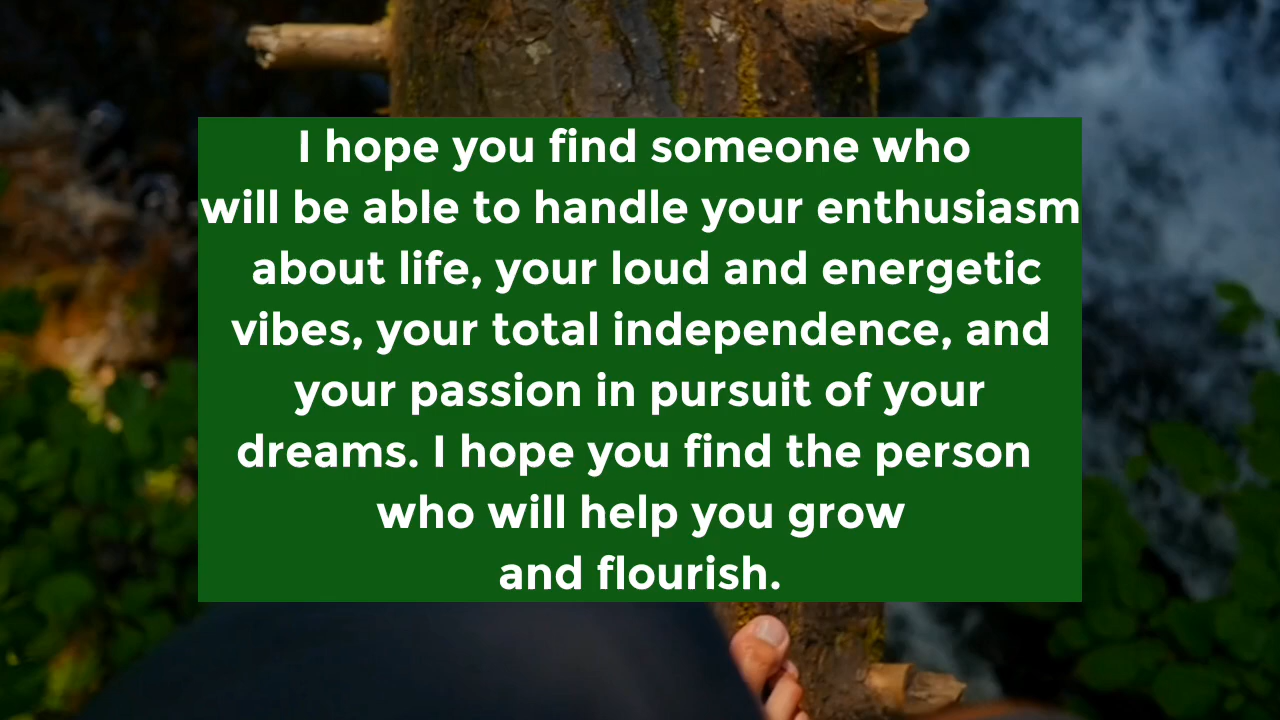 I hope you find someone who
will be able to handle your enthusiasm
about life, your loud and energetic
vibes, your total independence, and
your passion in pursuit of your
dreams. I hope you find the person
who will help you grow
and flourish.